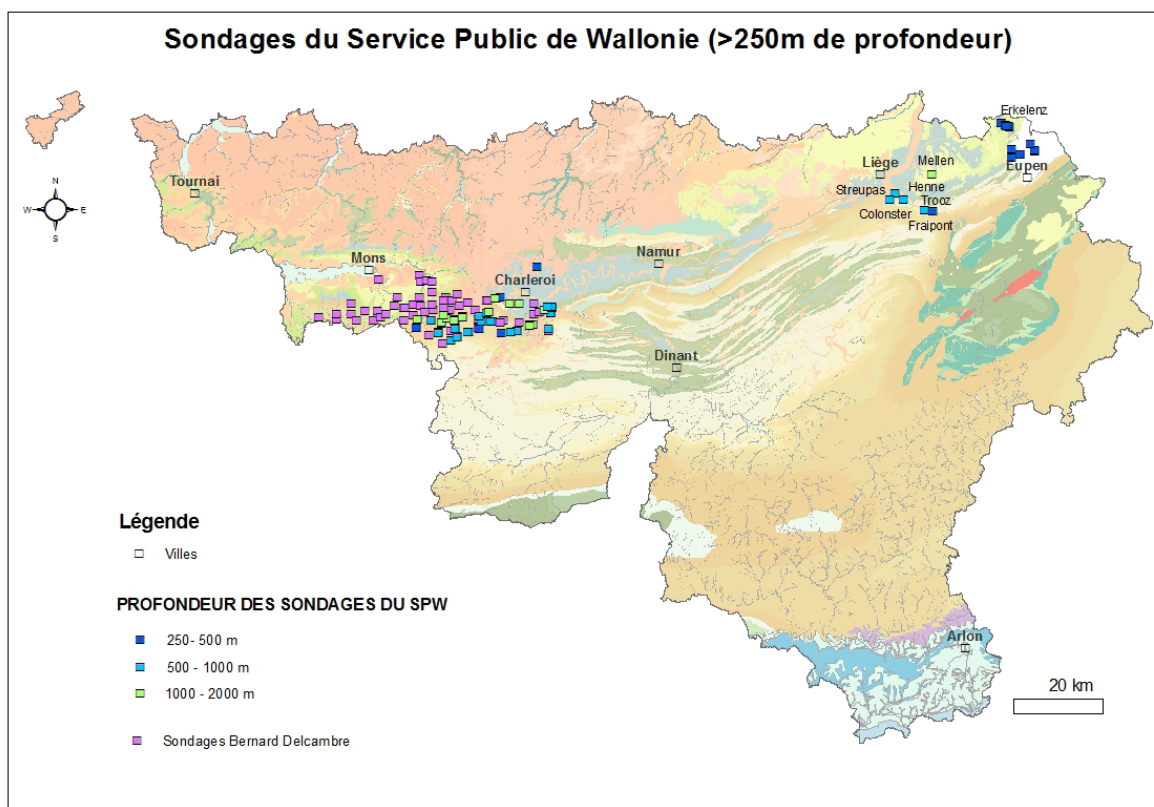 Sondages du Service Public de Wallonie (>250m de profondeur)
Erkelenz
Liège
Mellen
Eupen
Tournai
N
W
E
S
Streupas
Henne
Trooz
Colonster
Fraipont
Mons
Namur
Charleroi
Dinant
Légende
Villes
PROFONDEUR DES SONDAGES DU SPW
250- 500 m
500 - 1000 m
1000 - 2000 m
Sondages Bernard Delcambre
Arlon
20 km